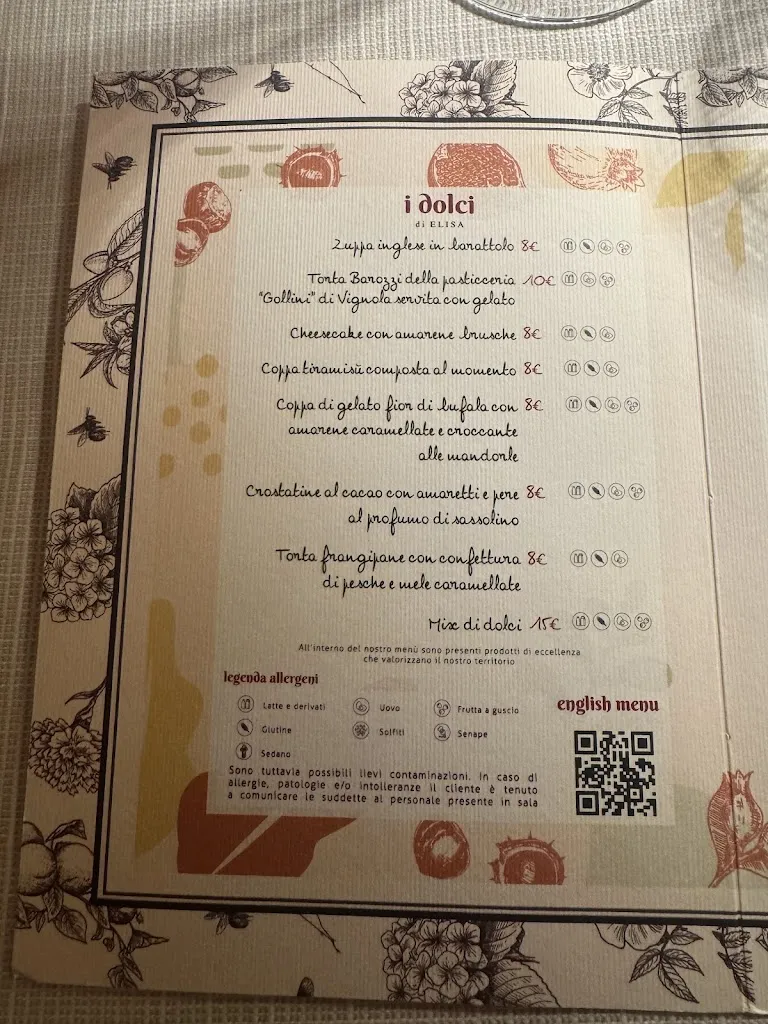 i dolci
di ELISA
Zuppa inglese in barattolo 8€
Torta Barozzi della pasticceria 10€
"Gollini" di Vignola servita con gelato
Cheesecake con amarene brusche 8€
Coppa tiramisù composta al momento 8€
Coppa di gelato fior di bufala con 8€
amarene caramellate e croccante
alle mandorle
Crostatine al cacao con amaretti e pere 8€
al profumo di sassolino
Torta frangipane con confettura 8€
di pesche e mele caramellate
Mix di dolci 15€
All'interno del nostro menù sono presenti prodotti di eccellenza
che valorizzano il nostro territorio
legenda allergeni
Latte e derivati
Uovo
Frutta a guscio
Glutine
Solfiti
Senape
Sedano
english menu
Sono tuttavia possibili lievi contaminazioni. In caso di
allergie, patologie e/o intolleranze il cliente è tenuto
a comunicare le suddette al personale presente in sala